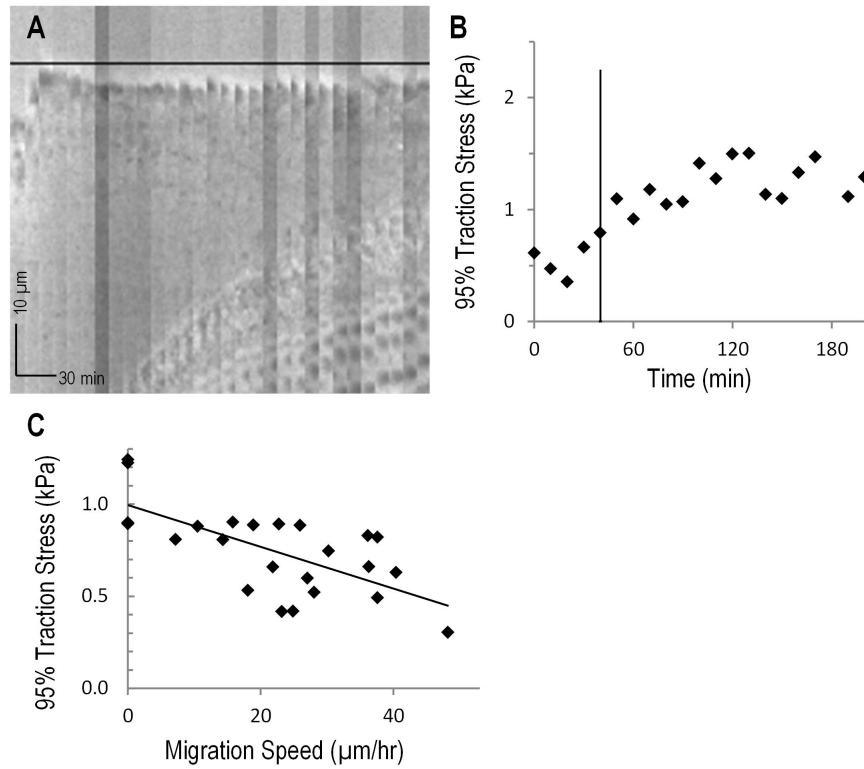 A
10 µm
30 min
B
95% Traction Stress (kPa)
2
1
0
0 60 120 180
Time (min)
C
95% Traction Stress (kPa)
1.0
0.5
0.0
0 20 40
Migration Speed (µm/hr)